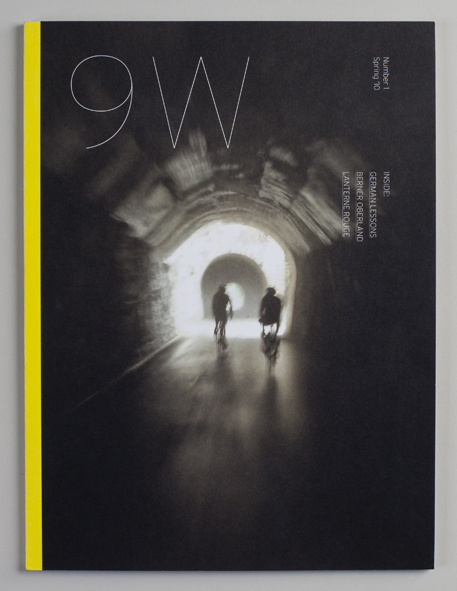 9W
Number 1
Spring '10
INSIDE:
GERMAN LESSONS
BERNER OBERLAND
LANTERNE ROUGE